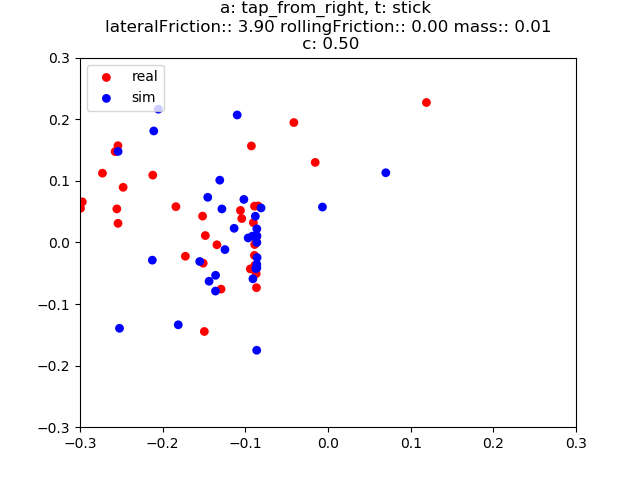 a: tap_from_right, t: stick
lateralFriction:: 3.90 rollingFriction:: 0.00 mass:: 0.01
c: 0.50
real
sim
0.3
0.2
0.1
0.0
−0.1
−0.2
−0.3
−0.3 −0.2 −0.1 0.0 0.1 0.2 0.3